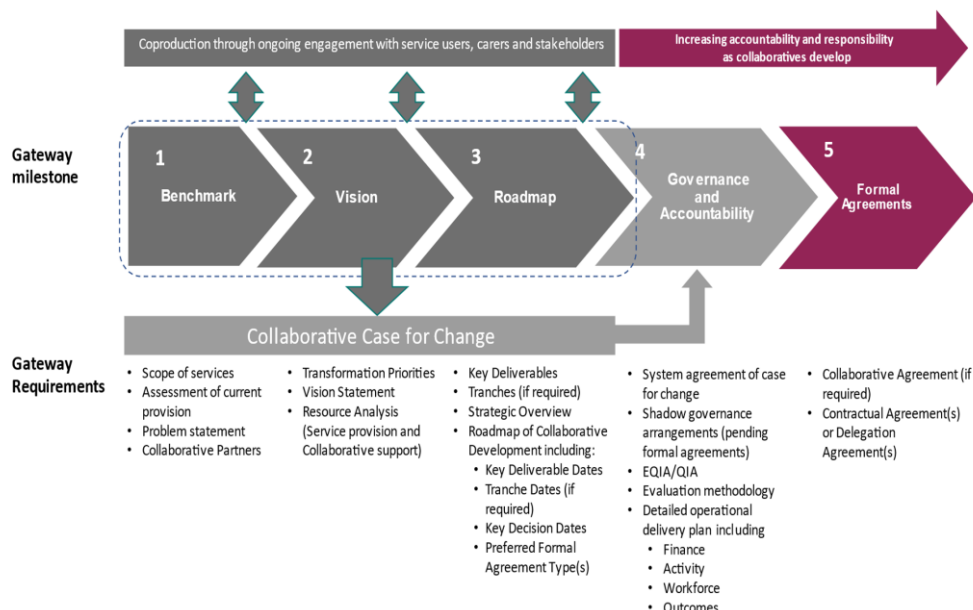 Coproduction through ongoing engagement with service users, carers and stakeholders
Increasing accountability and responsibility
as collaboratives develop
Gateway
milestone
1
Benchmark
2
Vision
3
Roadmap
4
Governance
and
Accountability
5
Formal
Agreements
Collaborative Case for Change
Gateway
Requirements
• Scope of services
• Assessment of current
provision
• Problem statement
• Collaborative Partners
• Transformation Priorities
• Vision Statement
• Resource Analysis
(Service provision and
Collaborative support)
• Key Deliverables
• Tranches (if required)
• Strategic Overview
• Roadmap of Collaborative
Development including:
• Key Deliverable Dates
• Tranche Dates (if
required)
• Key Decision Dates
• Preferred Formal
Agreement Type(s)
• System agreement of case
for change
• Shadow governance
arrangements (pending
formal agreements)
• EQIA/QIA
• Evaluation methodology
• Detailed operational
delivery plan including
• Finance
• Activity
• Workforce
• Outcomes
• Collaborative Agreement (if
required)
• Contractual Agreement(s)
or Delegation
Agreement(s)